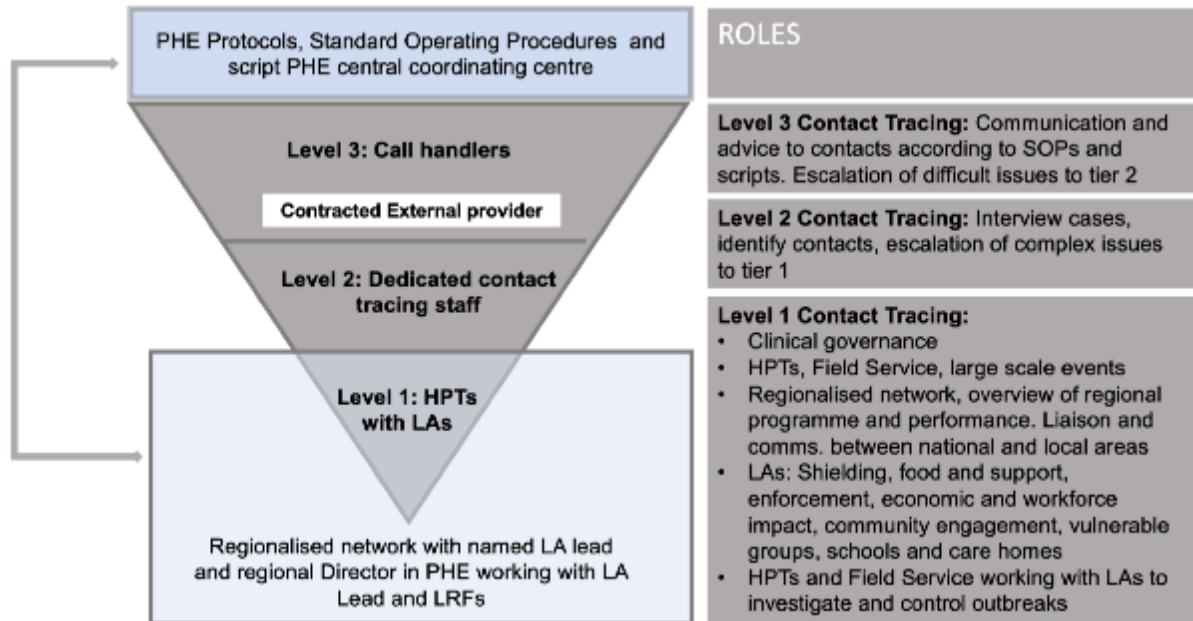 PHE Protocols, Standard Operating Procedures and
script PHE central coordinating centre
Level 3: Call handlers
Contracted External provider
Level 2: Dedicated contact
tracing staff
Level 1: HPTs
with LAs
Regionalised network with named LA lead
and regional Director in PHE working with LA
Lead and LRFs
ROLES
Level 3 Contact Tracing: Communication and
advice to contacts according to SOPs and
scripts. Escalation of difficult issues to tier 2
Level 2 Contact Tracing: Interview cases,
identify contacts, escalation of complex issues
to tier 1
Level 1 Contact Tracing:
• Clinical governance
• HPTs, Field Service, large scale events
• Regionalised network, overview of regional
programme and performance. Liaison and
comms. between national and local areas
• LAs: Shielding, food and support,
enforcement, economic and workforce
impact, community engagement, vulnerable
groups, schools and care homes
• HPTs and Field Service working with LAs to
investigate and control outbreaks